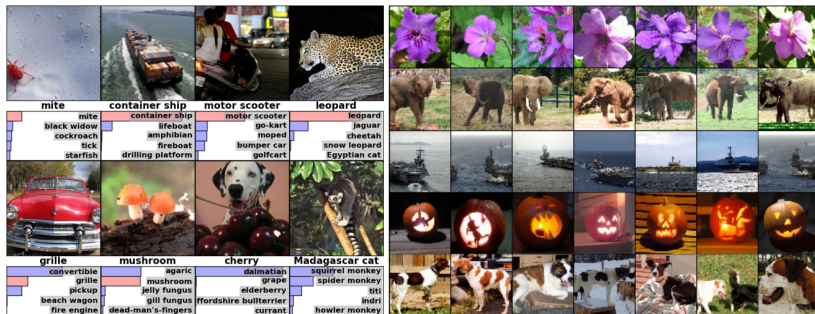 mite container ship motor scooter leopard
mite container ship motor scooter leopard
black widow lifeboat go-kart jaguar
cockroach amphibian moped cheetah
tick fireboat bumper car snow leopard
starfish drilling platform golfcart Egyptian cat
grille mushroom cherry Madagascar cat
convertible agaric dalmatian squirrel monkey
grille mushroom grape spider monkey
pickup jelly fungus elderberry titi
beach wagon gill fungus ffordshire bullterrier indri
fire engine dead-man's-fingers currant howler monkey